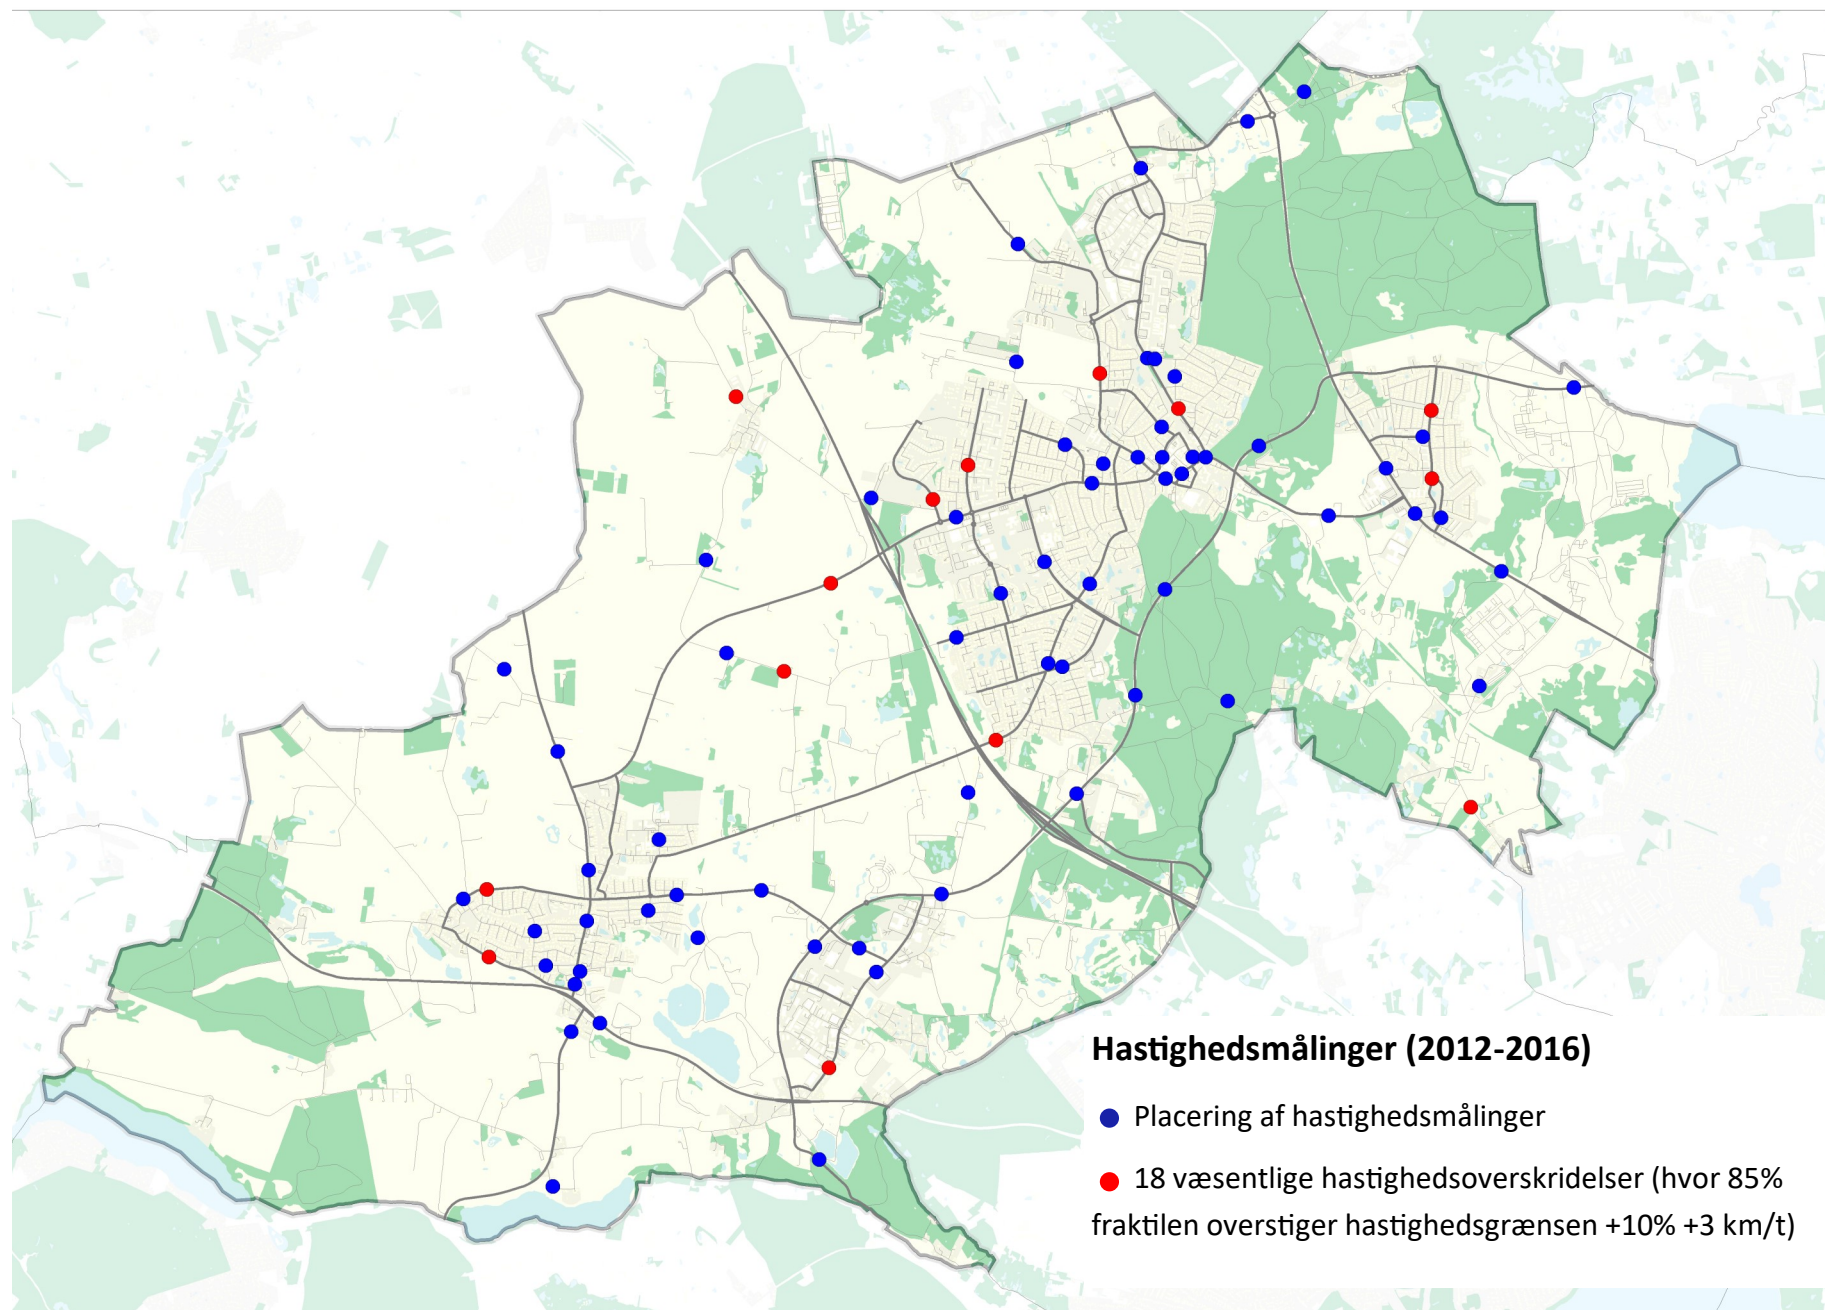 Hastighedsmålinger (2012-2016)
Placering af hastighedsmålinger
18 væsentlige hastighedsoverskridelser (hvor 85%
fraktilen overstiger hastighedsgrænsen +10% +3 km/t)